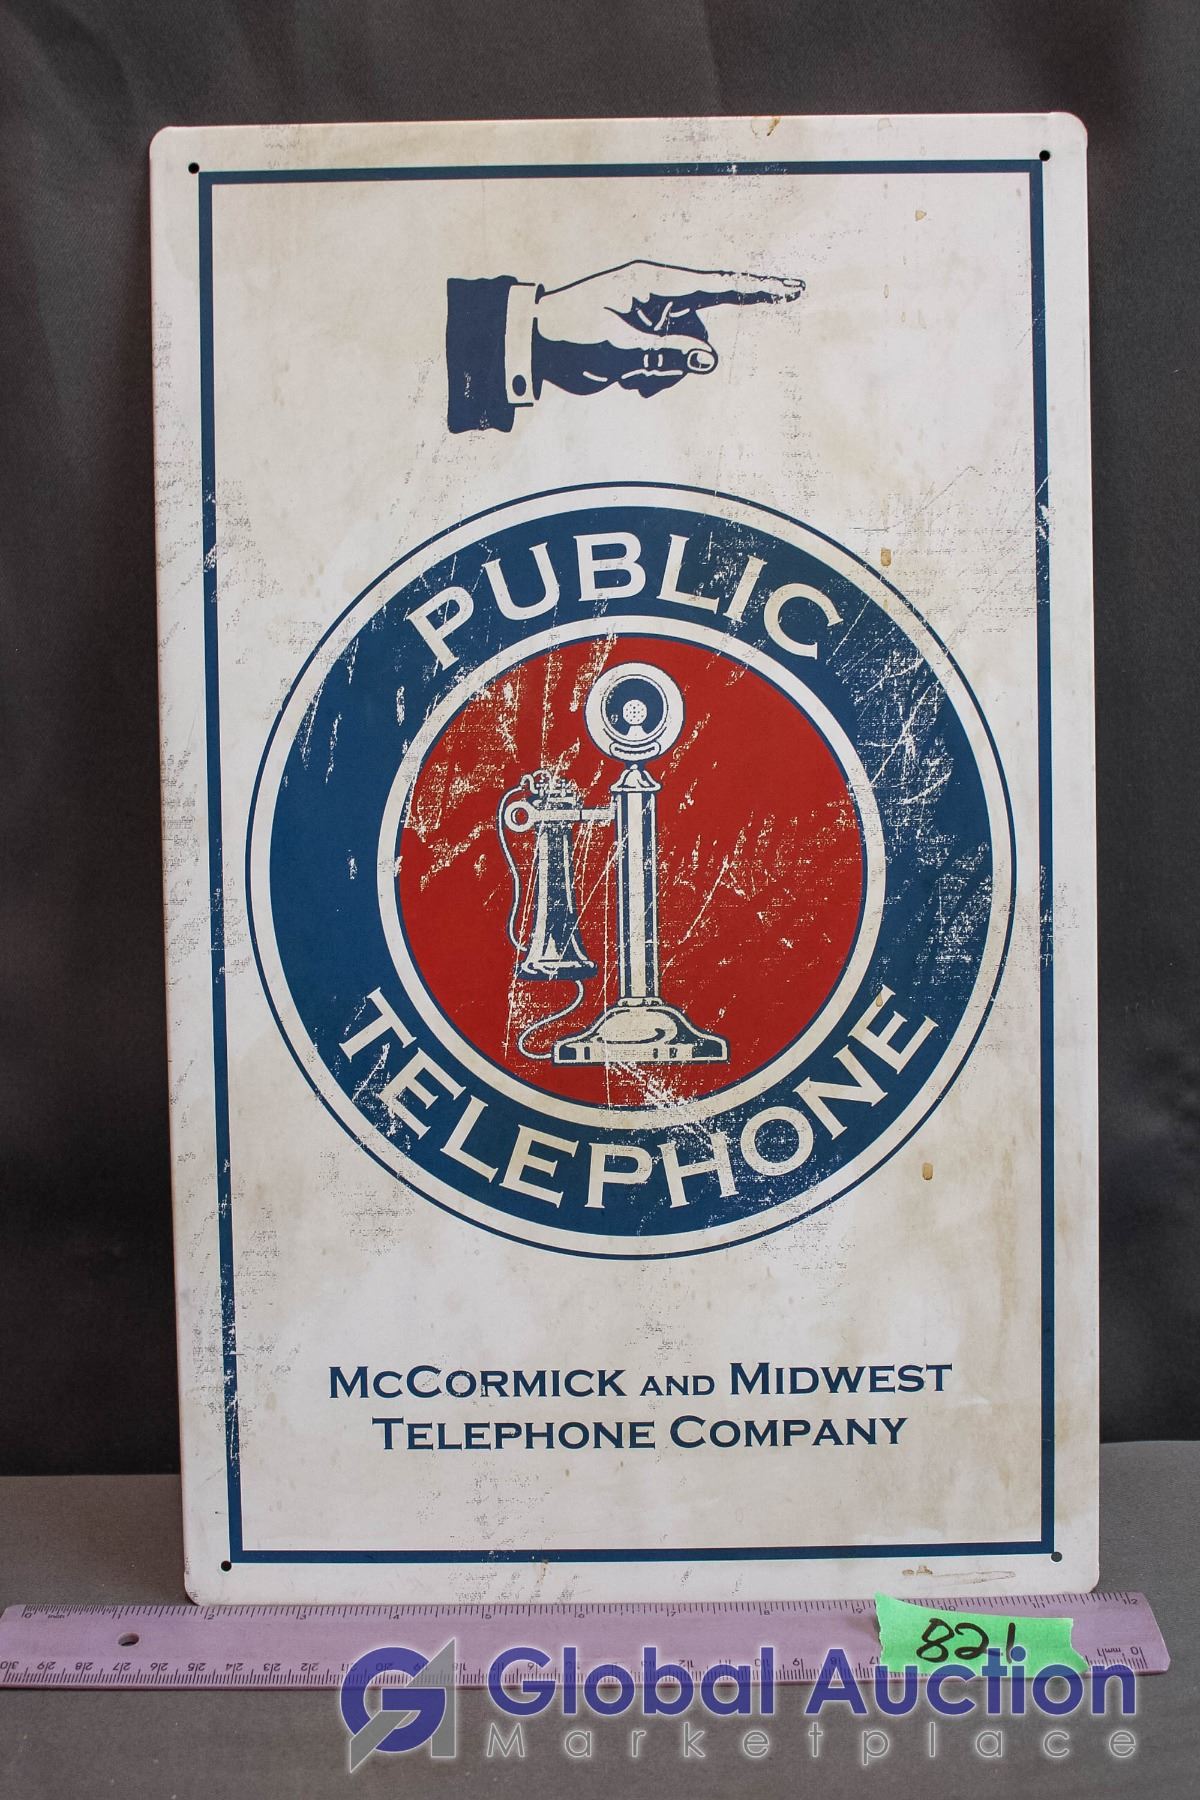 PUBLIC
TELEPHONE
McCORMICK AND MIDWEST
TELEPHONE COMPANY
821
Global Auction
Marketplace